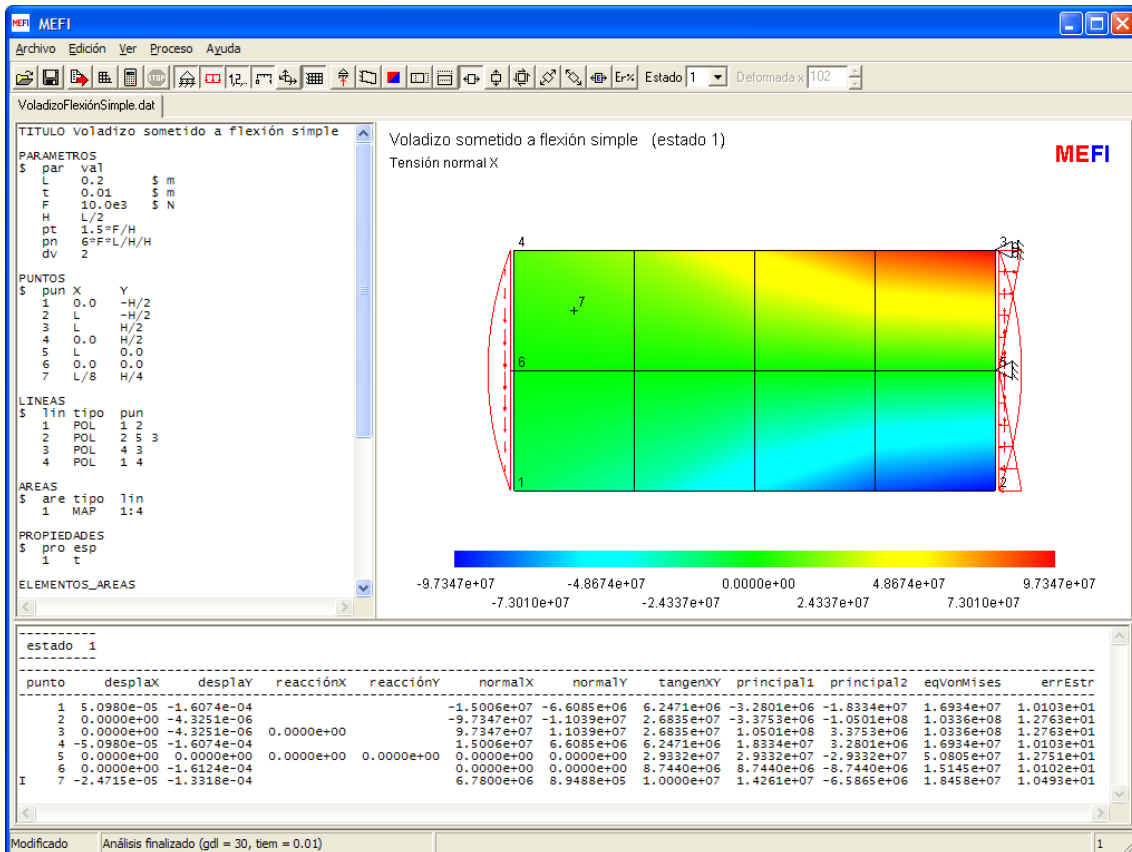 MEFI MEFI
Archivo Edición Ver Proceso Ayuda
STOP 1,2.. Er% Estado 1 Deformada x 102
VoladizoFlexiónSimple.dat
TITULO Voladizo sometido a flexión simple
PARAMETROS
$ par val
L 0.2 $ m
t 0.01 $ m
F 10.0e3 $ N
H L/2
pt 1.5*F/H
pn 6*F*L/H/H
dv 2
PUNTOS
$ pun X Y
1 0.0 -H/2
2 L -H/2
3 L H/2
4 0.0 H/2
5 L 0.0
6 0.0 0.0
7 L/8 H/4
LINEAS
$ lin tipo pun
1 POL 1 2
2 POL 2 5 3
3 POL 4 3
4 POL 1 4
AREAS
$ are tipo lin
1 MAP 1:4
PROPIEDADES
$ pro esp
1 t
ELEMENTOS_AREAS
Voladizo sometido a flexión simple (estado 1)
Tensión normal X
MEFI
4 3
7
6 5
1 2
-9.7347e+07 -4.8674e+07 0.0000e+00 4.8674e+07 9.7347e+07
-7.3010e+07 -2.4337e+07 2.4337e+07 7.3010e+07
----------
estado 1
----------
punto desplaX desplaY reacciónX reacciónY normalX normalY tangenXY principal1 principal2 eqVonMises errEstr
1 5.0980e-05 -1.6074e-04 -1.5006e+07 -6.6085e+06 6.2471e+06 -3.2801e+06 -1.8334e+07 1.6934e+07 1.0103e+01
2 0.0000e+00 -4.3251e-06 -9.7347e+07 -1.1039e+07 2.6835e+07 -3.3753e+06 -1.0501e+08 1.0336e+08 1.2763e+01
3 0.0000e+00 -4.3251e-06 0.0000e+00 9.7347e+07 1.1039e+07 2.6835e+07 1.0501e+08 3.3753e+06 1.0336e+08 1.2763e+01
4 -5.0980e-05 -1.6074e-04 1.5006e+07 6.6085e+06 6.2471e+06 1.8334e+07 3.2801e+06 1.6934e+07 1.0103e+01
5 0.0000e+00 0.0000e+00 0.0000e+00 0.0000e+00 0.0000e+00 0.0000e+00 2.9332e+07 2.9332e+07 -2.9332e+07 5.0805e+07 1.2751e+01
6 0.0000e+00 -1.6124e-04 0.0000e+00 0.0000e+00 8.7440e+06 8.7440e+06 -8.7440e+06 1.5145e+07 1.0102e+01
I 7 -2.4715e-05 -1.3318e-04 6.7800e+06 8.9488e+05 1.0000e+07 1.4261e+07 -6.5865e+06 1.8458e+07 1.0493e+01
Modificado Análisis finalizado (gdl = 30, tiem = 0.01) 1